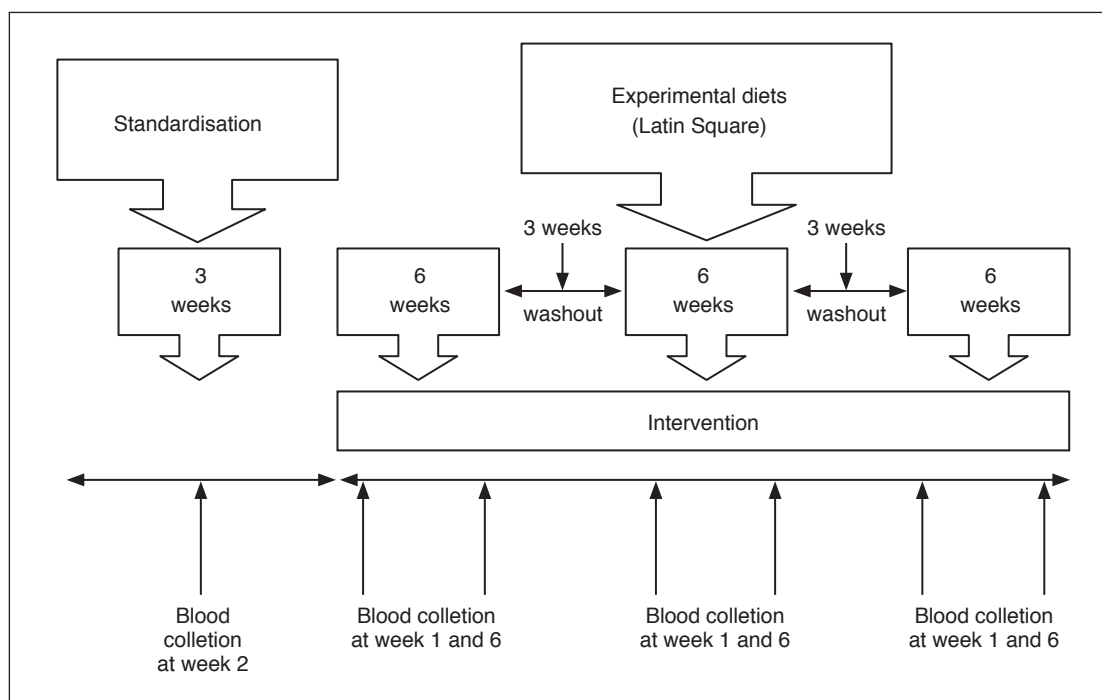 Standardisation
Experimental diets
(Latin Square)
3 weeks
3 weeks
3
weeks
6
weeks
washout
6
weeks
washout
6
weeks
Intervention
Blood
colletion
at week 2
Blood colletion
at week 1 and 6
Blood colletion
at week 1 and 6
Blood colletion
at week 1 and 6